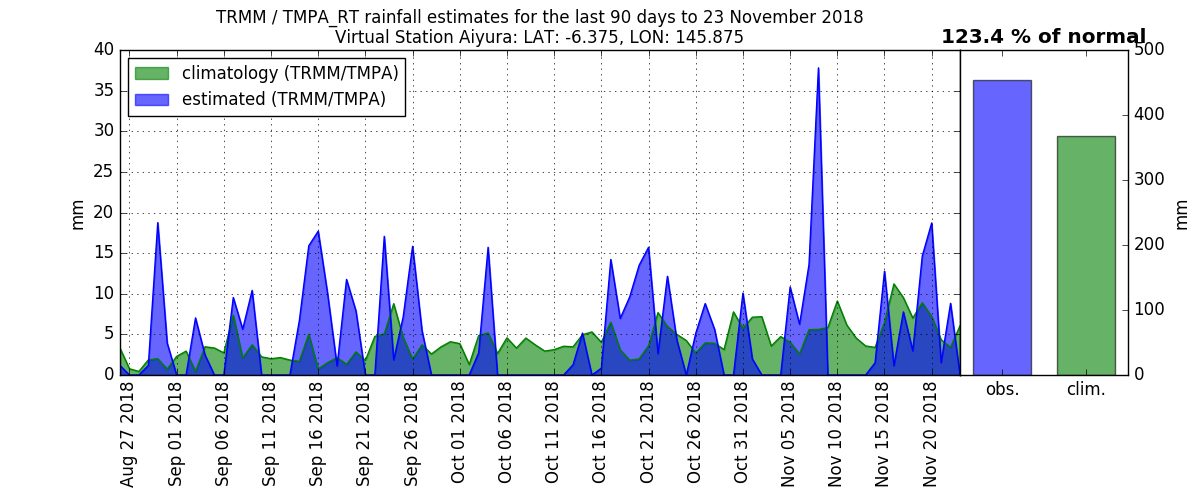 TRMM / TMPA_RT rainfall estimates for the last 90 days to 23 November 2018
Virtual Station Aiyura: LAT: -6.375, LON: 145.875
123.4 % of normal
climatology (TRMM/TMPA)
estimated (TRMM/TMPA)
40
35
30
25
20
15
10
5
0
mm
500
400
300
200
100
0
mm
obs.
clim.
Aug 27 2018
Sep 01 2018
Sep 06 2018
Sep 11 2018
Sep 16 2018
Sep 21 2018
Sep 26 2018
Oct 01 2018
Oct 06 2018
Oct 11 2018
Oct 16 2018
Oct 21 2018
Oct 26 2018
Oct 31 2018
Nov 05 2018
Nov 10 2018
Nov 15 2018
Nov 20 2018